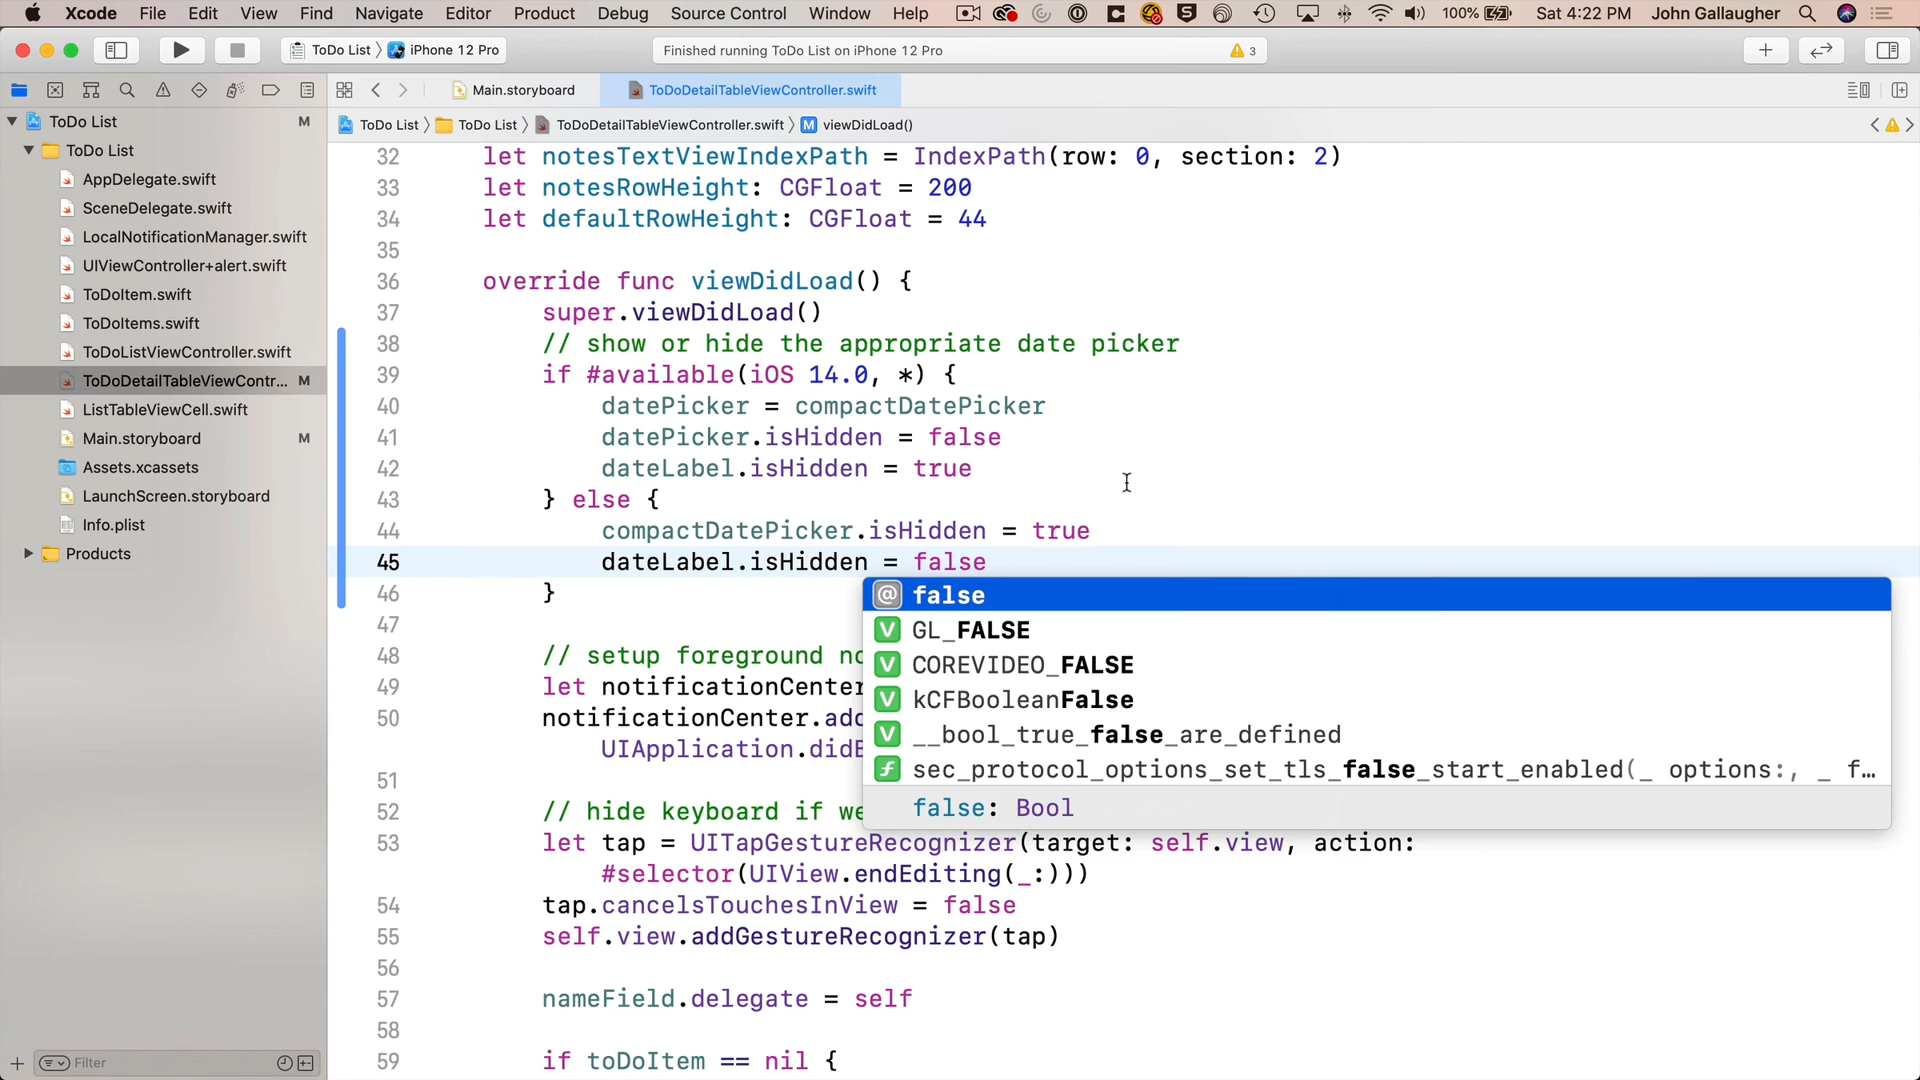 Xcode File Edit View Find Navigate Editor Product Debug Source Control Window Help 100% Sat 4:22 PM John Gallaugher
ToDo List iPhone 12 Pro Finished running ToDo List on iPhone 12 Pro 3
Main.storyboard ToDoDetailTableViewController.swift
ToDo List M
ToDo List
AppDelegate.swift
SceneDelegate.swift
LocalNotificationManager.swift
UIViewController+alert.swift
ToDoItem.swift
ToDoItems.swift
ToDoListViewController.swift
ToDoDetailTableViewContr... M
ListTableViewCell.swift
Main.storyboard M
Assets.xcassets
LaunchScreen.storyboard
Info.plist
Products
Filter
ToDo List ToDo List ToDoDetailTableViewController.swift M viewDidLoad()
32 let notesTextViewIndexPath = IndexPath(row: 0, section: 2)
33 let notesRowHeight: CGFloat = 200
34 let defaultRowHeight: CGFloat = 44
35
36 override func viewDidLoad() {
37 super.viewDidLoad()
38 // show or hide the appropriate date picker
39 if #available(iOS 14.0, *) {
40 datePicker = compactDatePicker
41 datePicker.isHidden = false
42 dateLabel.isHidden = true
43 } else {
44 compactDatePicker.isHidden = true
45 dateLabel.isHidden = false
46 }
47
48 // setup foreground no
49 let notificationCenter
50 notificationCenter.add
UIApplication.didB
51
52 // hide keyboard if we
53 let tap = UITapGestureRecognizer(target: self.view, action:
#selector(UIView.endEditing(_:)))
54 tap.cancelsTouchesInView = false
55 self.view.addGestureRecognizer(tap)
56
57 nameField.delegate = self
58
59 if toDoItem == nil {
@ false
V GL_FALSE
V COREVIDEO_FALSE
V kCFBooleanFalse
V __bool_true_false_are_defined
f sec_protocol_options_set_tls_false_start_enabled(_ options:, _ f...
false: Bool